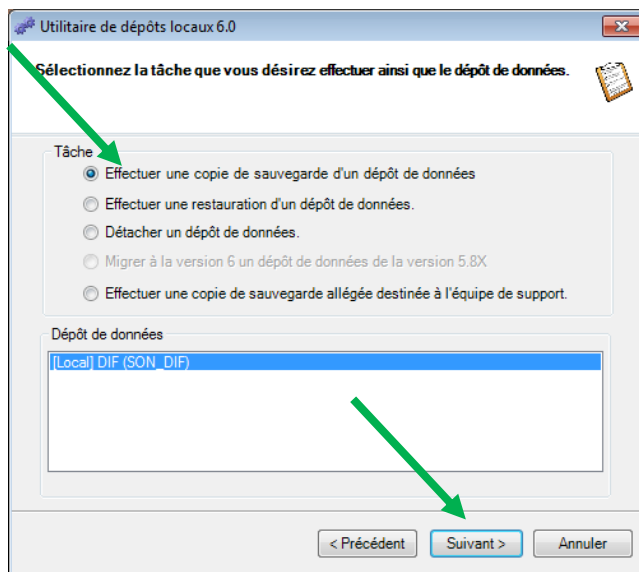 Utilitaire de dépôts locaux 6.0
Sélectionnez la tâche que vous désirez effectuer ainsi que le dépôt de données.
Tâche
Effectuer une copie de sauvegarde d'un dépôt de données
Effectuer une restauration d'un dépôt de données.
Détacher un dépôt de données.
Migrer à la version 6 un dépôt de données de la version 5.8X
Effectuer une copie de sauvegarde allégée destinée à l'équipe de support.
Dépôt de données
[Local] DIF (SON_DIF)
< Précédent Suivant > Annuler